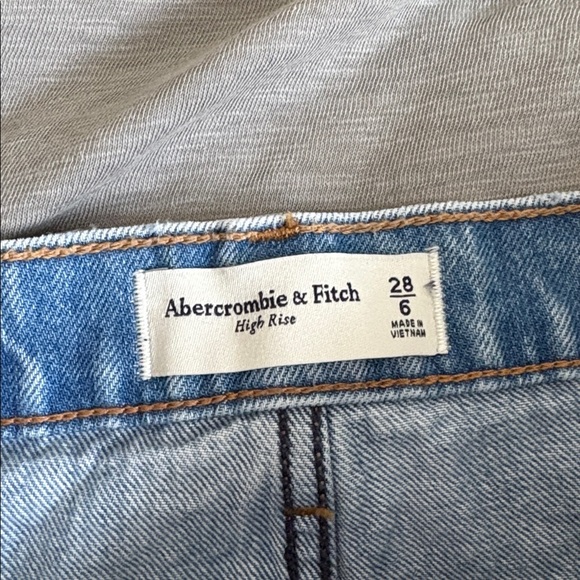 Abercrombie & Fitch
High Rise
28
6
MADE IN
VIETNAM